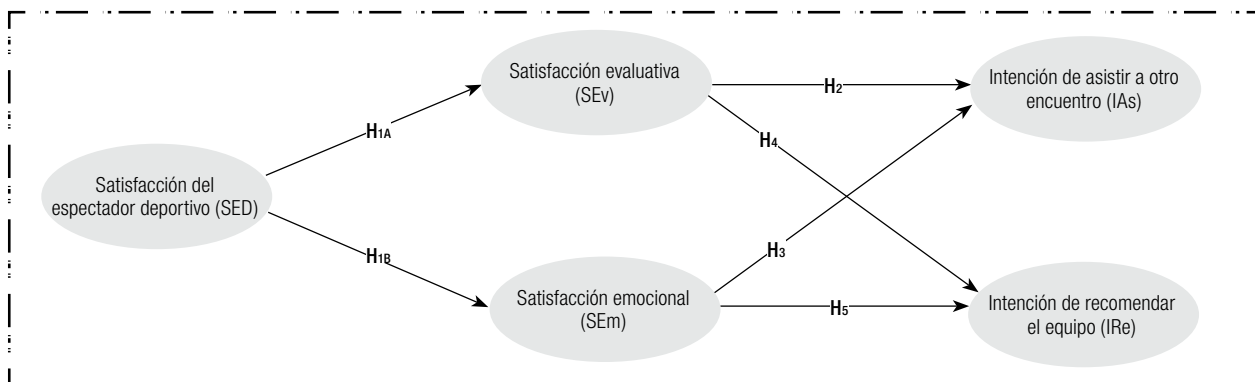 Satisfacción evaluativa
(SEv)
H2
Intención de asistir a otro
encuentro (IAs)
H1A
H4
Satisfacción del
espectador deportivo (SED)
H1B
H3
Satisfacción emocional
(SEm)
H5
Intención de recomendar
el equipo (IRe)